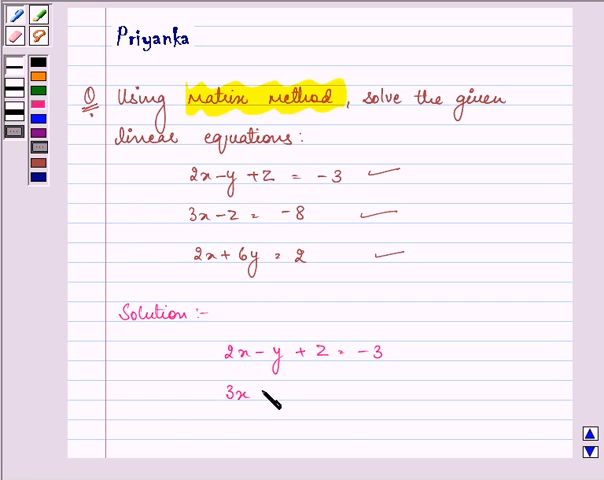 Priyanka
Q. Using matrix method, solve the given
linear equations:
2x-y+z = -3
3x-z = -8
2x+6y = 2
Solution:-
2x-y+z = -3
3x